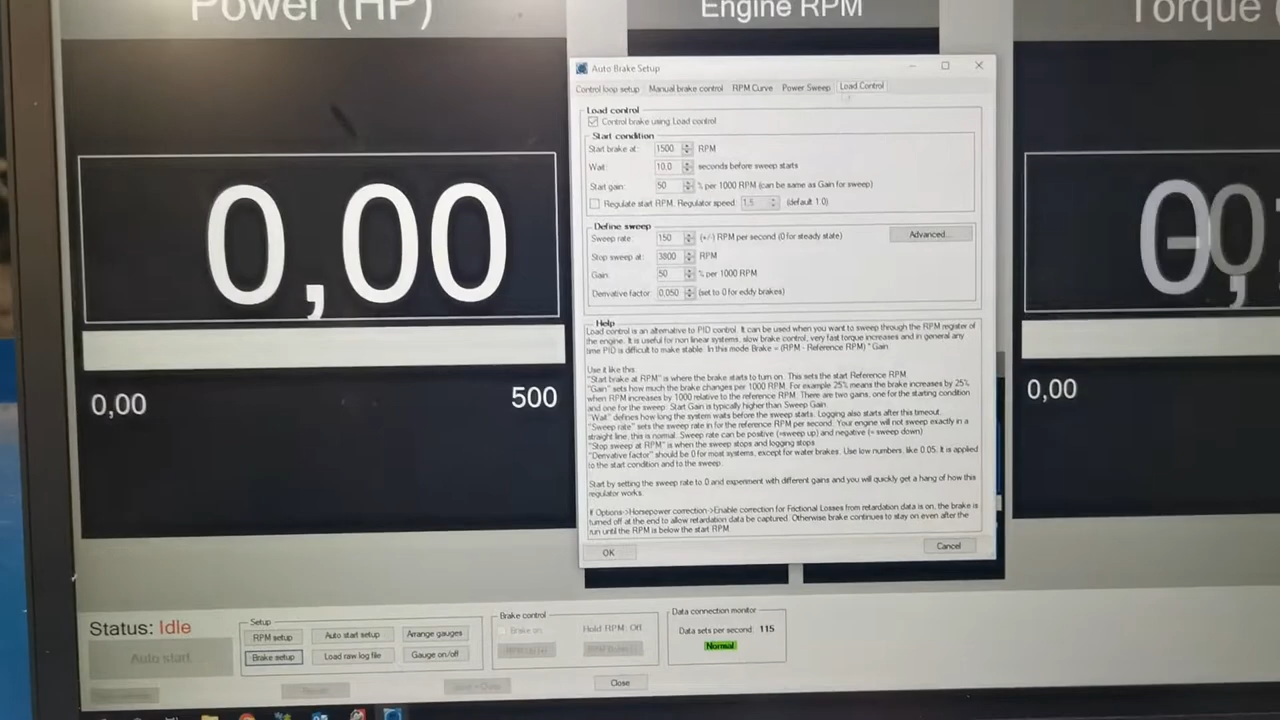 Power (HP)
Engine RPM
Torque
Auto Brake Setup
Control loop setup Manual brake control RPM Curve Power Sweep Load Control
Load control
Control brake using Load control
Start condition
Start brake at: 1500 RPM
Wait: 10.0 seconds before sweep starts
Start gain: 50 % per 1000 RPM (can be same as Gain for sweep)
Regulate start RPM. Regulator speed: 1.5 (default 1.0)
Define sweep
Sweep rate: 150 (+/-) RPM per second (0 for steady state) Advanced...
Stop sweep at: 3800 RPM
Gain: 50 % per 1000 RPM
Derivative factor: 0,050 (set to 0 for eddy brakes)
Help
Load control is an alternative to PID control. It can be used when you want to sweep through the RPM register of
the engine. It is useful for non linear systems, slow brake control, very fast torque increases and in general any
time PID is difficult to make stable. In this mode Brake = (RPM - Reference RPM) * Gain
Use it like this:
"Start brake at RPM" is where the brake starts to turn on. This sets the start Reference RPM.
"Gain" sets how much the brake changes per 1000 RPM. For example 25% means the brake increases by 25%
when RPM increases by 1000 relative to the reference RPM. There are two gains, one for the starting condition
and one for the sweep. Start Gain is typically higher than Sweep Gain.
"Wait" defines how long the system waits before the sweep starts. Logging also starts after this timeout.
"Sweep rate" sets the sweep rate in for the reference RPM per second. Your engine will not sweep exactly in a
straight line, this is normal. Sweep rate can be positive (=sweep up) and negative (= sweep down)
"Stop sweep at RPM" is when the sweep stops and logging stops
"Derivative factor" should be 0 for most systems, except for water brakes. Use low numbers, like 0.05. It is applied
to the start condition and to the sweep.
Start by setting the sweep rate to 0 and experiment with different gains and you will quickly get a hang of how this
regulator works.
If Options->Horsepower correction->Enable correction for Frictional Losses from retardation data is on, the brake is
turned off at the end to allow retardation data be captured. Otherwise brake continues to stay on even after the
run until the RPM is below the start RPM
OK Cancel
0,00
0,00 500
0,00
Status: Idle
Auto start
Setup
RPM setup Auto start setup Arrange gauges
Brake setup Load raw log file Gauge on/off
Brake control
Brake on Hold RPM: Off
Data connection monitor
Data sets per second: 115
Normal
Close